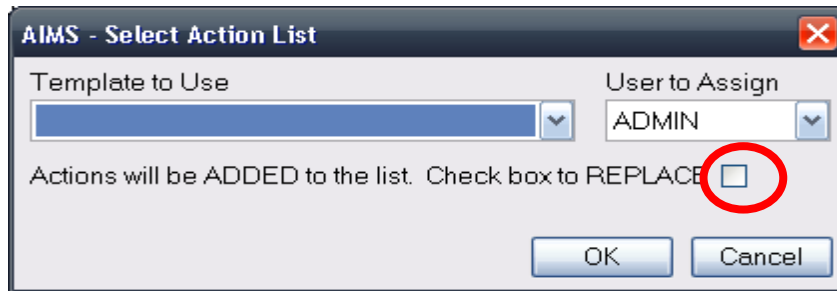 AIMS - Select Action List
Template to Use User to Assign
ADMIN
Actions will be ADDED to the list. Check box to REPLACE
OK Cancel